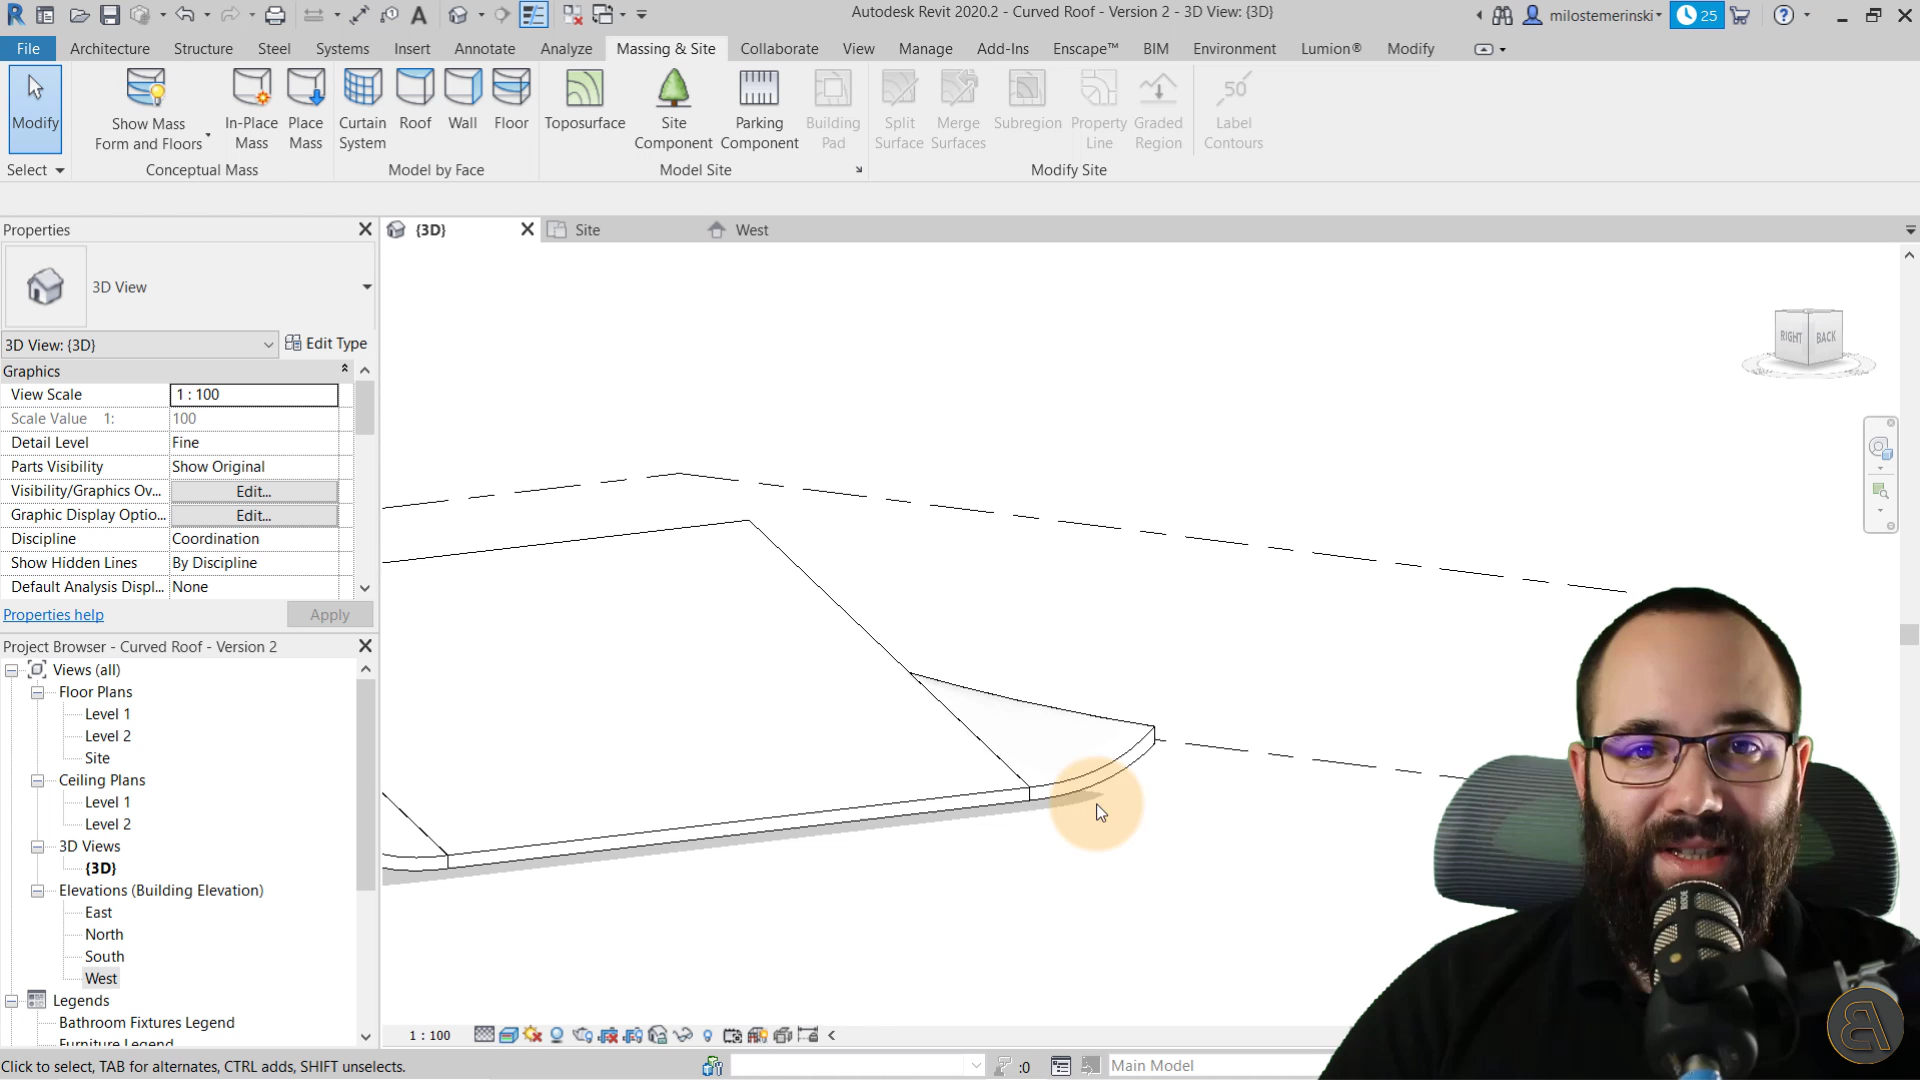 Autodesk Revit 2020.2 - Curved Roof - Version 2 - 3D View: {3D}
milostemerinski
25
File Architecture Structure Steel Systems Insert Annotate Analyze Massing & Site Collaborate View Manage Add-Ins Enscape™ BIM Environment Lumion® Modify
Modify
Show Mass
Form and Floors
In-Place
Mass
Place
Mass
Curtain
System
Roof
Wall
Floor
Toposurface
Site
Component
Parking
Component
Building
Pad
Split
Surface
Merge
Surfaces
Subregion
Property
Line
Graded
Region
50
Label
Contours
Select
Conceptual Mass
Model by Face
Model Site
Modify Site
Properties
{3D}
Site
West
3D View
3D View: {3D}
Edit Type
Graphics
View Scale 1 : 100
Scale Value 1: 100
Detail Level Fine
Parts Visibility Show Original
Visibility/Graphics Ov... Edit...
Graphic Display Optio... Edit...
Discipline Coordination
Show Hidden Lines By Discipline
Default Analysis Displ... None
Properties help
Apply
RIGHT BACK
Project Browser - Curved Roof - Version 2
Views (all)
Floor Plans
Level 1
Level 2
Site
Ceiling Plans
Level 1
Level 2
3D Views
{3D}
Elevations (Building Elevation)
East
North
South
West
Legends
Bathroom Fixtures Legend
Furniture Legend
1 : 100
Click to select, TAB for alternates, CTRL adds, SHIFT unselects.
:0
Main Model
RODE